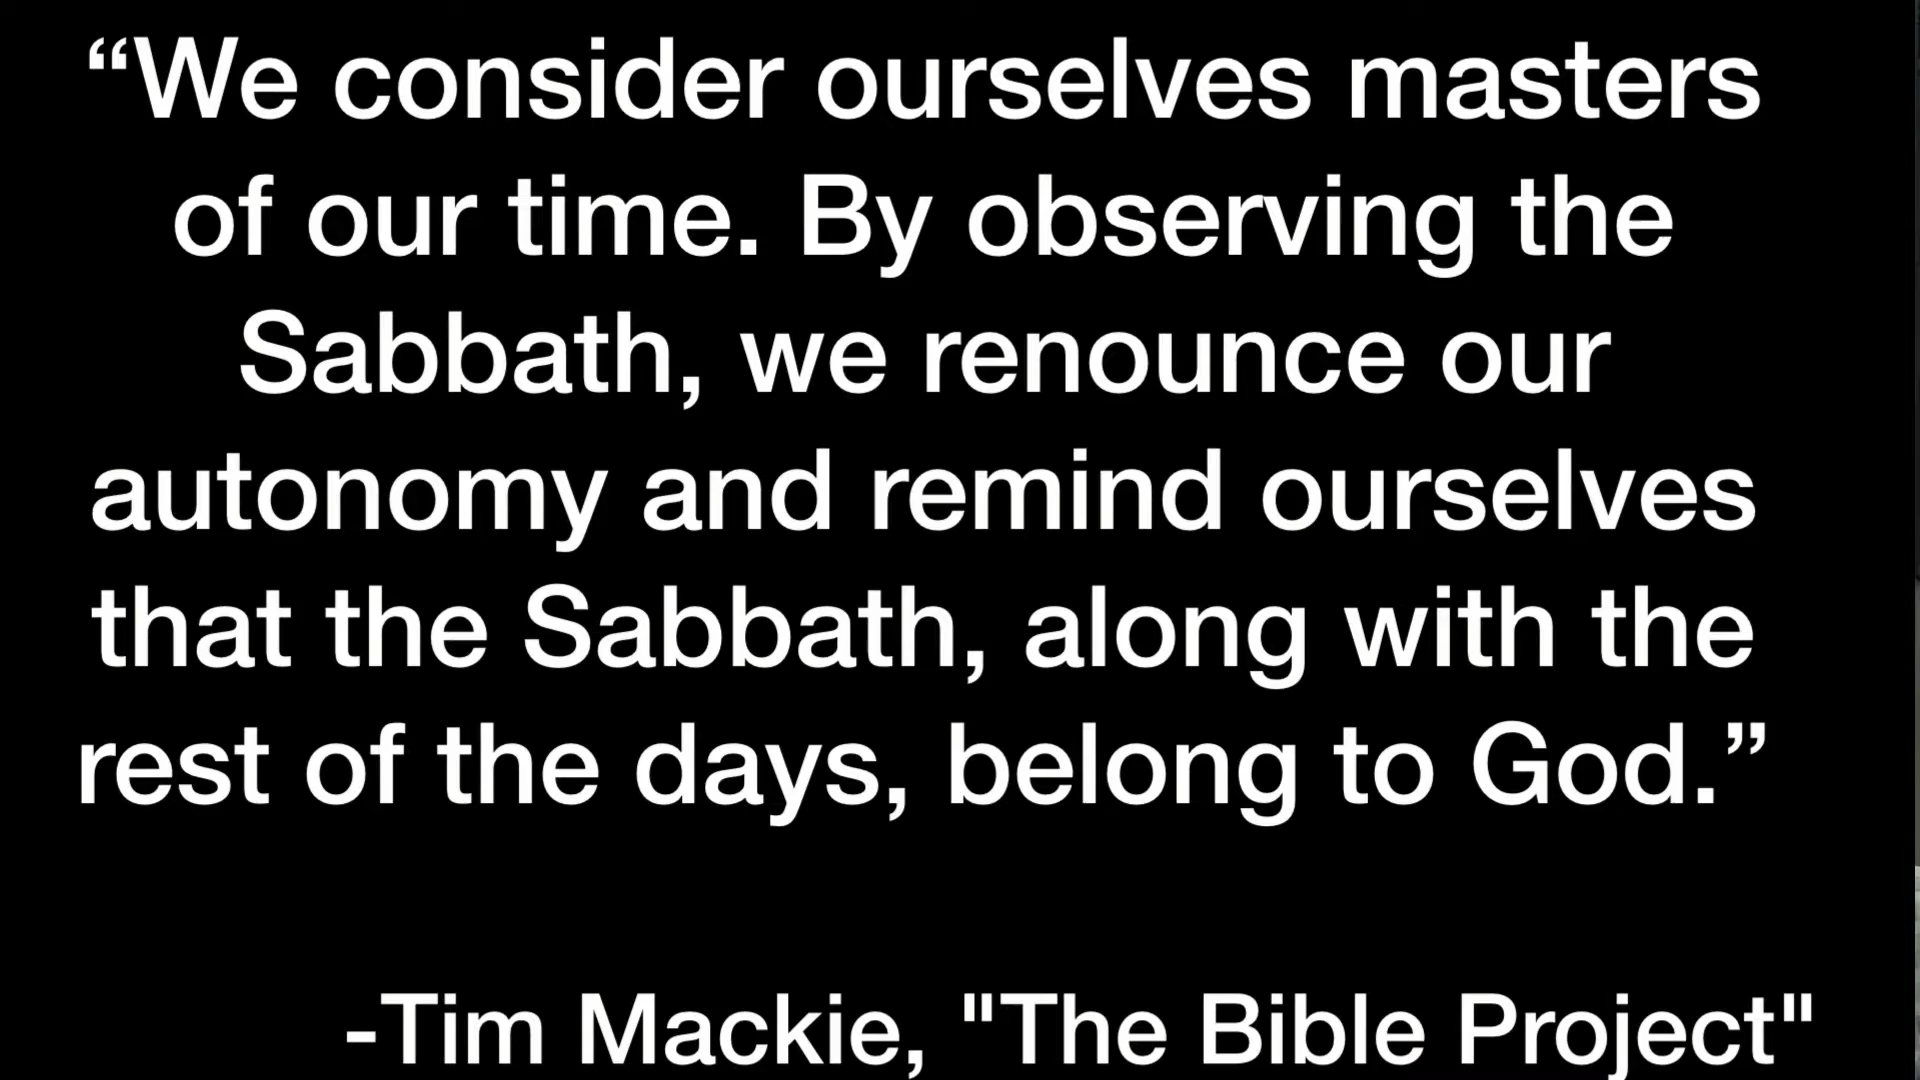 “We consider ourselves masters
of our time. By observing the
Sabbath, we renounce our
autonomy and remind ourselves
that the Sabbath, along with the
rest of the days, belong to God.”
-Tim Mackie, "The Bible Project"